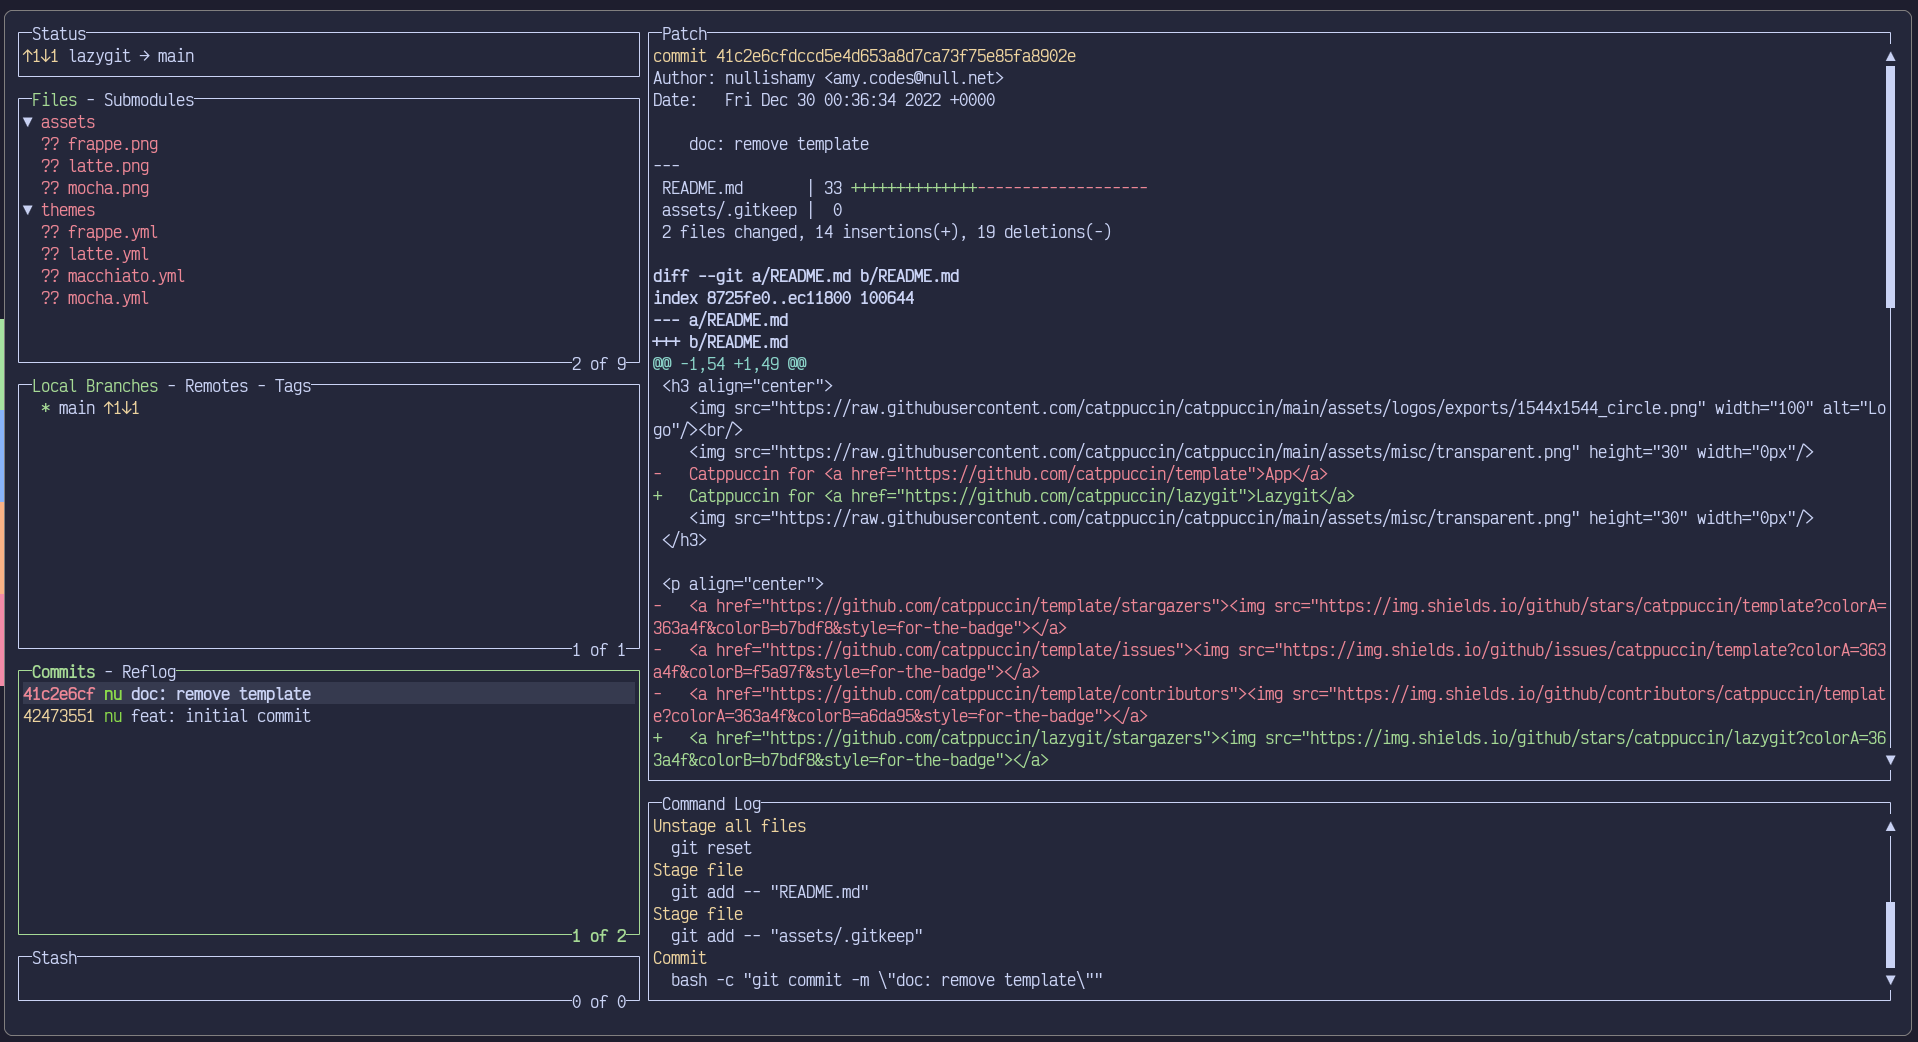 Status
↑1↓1 lazygit → main
Files - Submodules
▼ assets
?? frappe.png
?? latte.png
?? mocha.png
▼ themes
?? frappe.yml
?? latte.yml
?? macchiato.yml
?? mocha.yml
2 of 9
Local Branches - Remotes - Tags
* main ↑1↓1
1 of 1
Commits - Reflog
41c2e6cf nu doc: remove template
42473551 nu feat: initial commit
1 of 2
Stash
0 of 0
Patch
commit 41c2e6cfdccd5e4d653a8d7ca73f75e85fa8902e
Author: nullishamy <amy.codes@null.net>
Date:   Fri Dec 30 00:36:34 2022 +0000
    doc: remove template
---
 README.md       | 33 ++++++++++++++-------------------
 assets/.gitkeep |  0
 2 files changed, 14 insertions(+), 19 deletions(-)
diff --git a/README.md b/README.md
index 8725fe0..ec11800 100644
--- a/README.md
+++ b/README.md
@@ -1,54 +1,49 @@
 <h3 align="center">
    <img src="https://raw.githubusercontent.com/catppuccin/catppuccin/main/assets/logos/exports/1544x1544_circle.png" width="100" alt="Lo
go"/><br/>
    <img src="https://raw.githubusercontent.com/catppuccin/catppuccin/main/assets/misc/transparent.png" height="30" width="0px"/>
-   Catppuccin for <a href="https://github.com/catppuccin/template">App</a>
+   Catppuccin for <a href="https://github.com/catppuccin/lazygit">Lazygit</a>
    <img src="https://raw.githubusercontent.com/catppuccin/catppuccin/main/assets/misc/transparent.png" height="30" width="0px"/>
 </h3>
 <p align="center">
-   <a href="https://github.com/catppuccin/template/stargazers"><img src="https://img.shields.io/github/stars/catppuccin/template?colorA=
363a4f&colorB=b7bdf8&style=for-the-badge"></a>
-   <a href="https://github.com/catppuccin/template/issues"><img src="https://img.shields.io/github/issues/catppuccin/template?colorA=363
a4f&colorB=f5a97f&style=for-the-badge"></a>
-   <a href="https://github.com/catppuccin/template/contributors"><img src="https://img.shields.io/github/contributors/catppuccin/templat
e?colorA=363a4f&colorB=a6da95&style=for-the-badge"></a>
+   <a href="https://github.com/catppuccin/lazygit/stargazers"><img src="https://img.shields.io/github/stars/catppuccin/lazygit?colorA=36
3a4f&colorB=b7bdf8&style=for-the-badge"></a>
Command Log
Unstage all files
  git reset
Stage file
  git add -- "README.md"
Stage file
  git add -- "assets/.gitkeep"
Commit
  bash -c "git commit -m \"doc: remove template\""